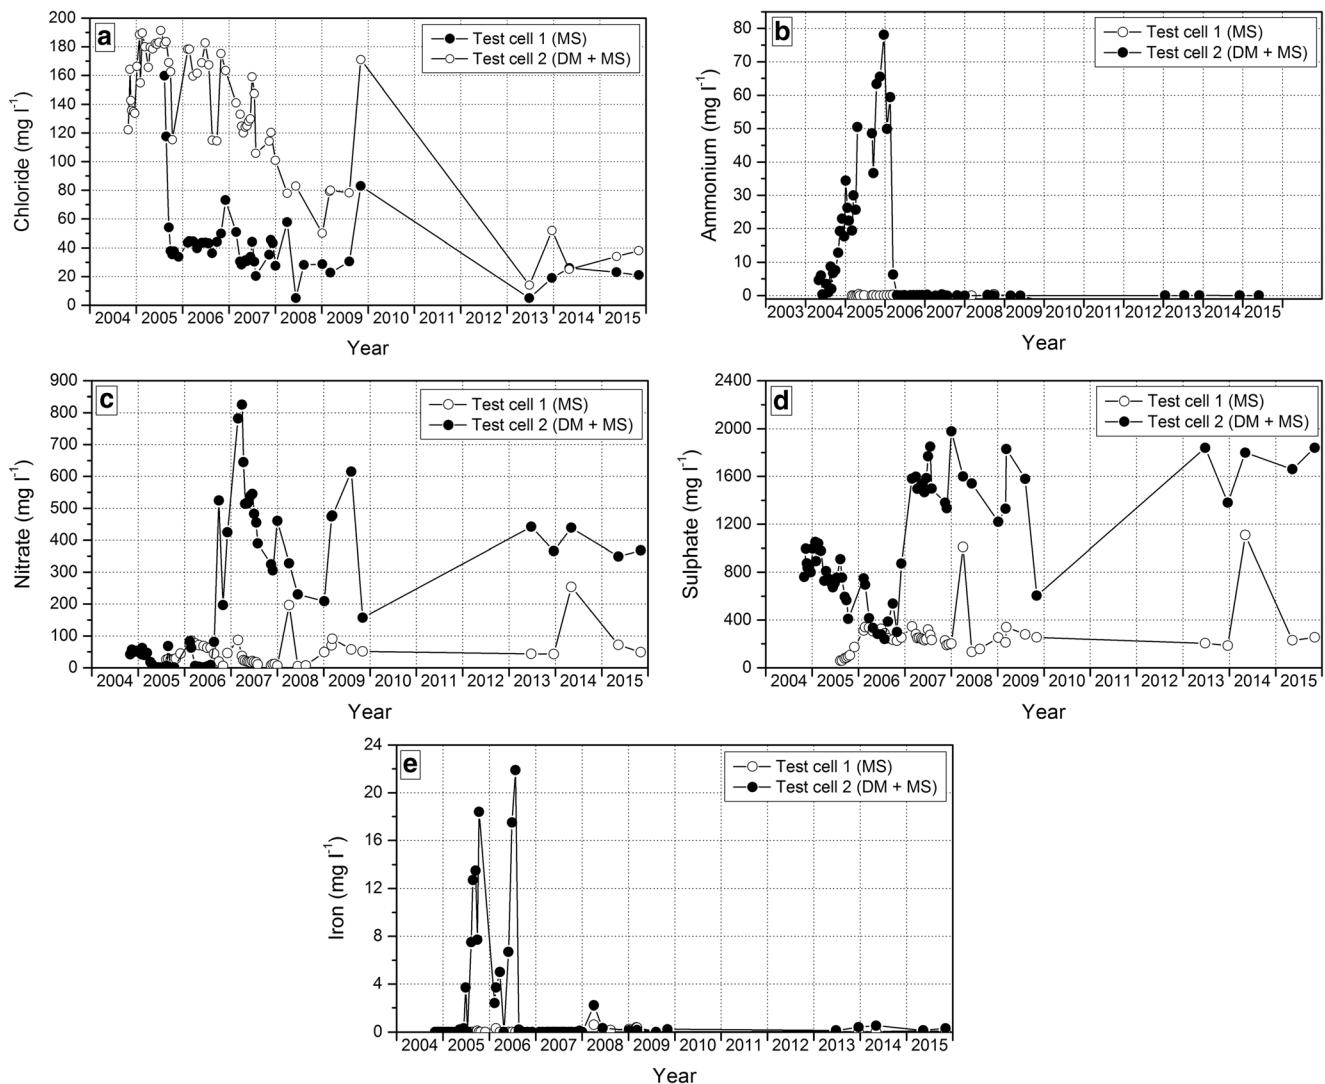 a
Test cell 1 (MS)
Test cell 2 (DM + MS)
Chloride (mg l⁻¹)
200
180
160
140
120
100
80
60
40
20
0
2004 2005 2006 2007 2008 2009 2010 2011 2012 2013 2014 2015
Year
b
Test cell 1 (MS)
Test cell 2 (DM + MS)
Ammonium (mg l⁻¹)
80
70
60
50
40
30
20
10
0
2003 2004 2005 2006 2007 2008 2009 2010 2011 2012 2013 2014 2015
Year
c
Test cell 1 (MS)
Test cell 2 (DM + MS)
Nitrate (mg l⁻¹)
900
800
700
600
500
400
300
200
100
0
2004 2005 2006 2007 2008 2009 2010 2011 2012 2013 2014 2015
Year
d
Test cell 1 (MS)
Test cell 2 (DM + MS)
Sulphate (mg l⁻¹)
2400
2000
1600
1200
800
400
0
2004 2005 2006 2007 2008 2009 2010 2011 2012 2013 2014 2015
Year
e
Test cell 1 (MS)
Test cell 2 (DM + MS)
Iron (mg l⁻¹)
24
20
16
12
8
4
0
2004 2005 2006 2007 2008 2009 2010 2011 2012 2013 2014 2015
Year